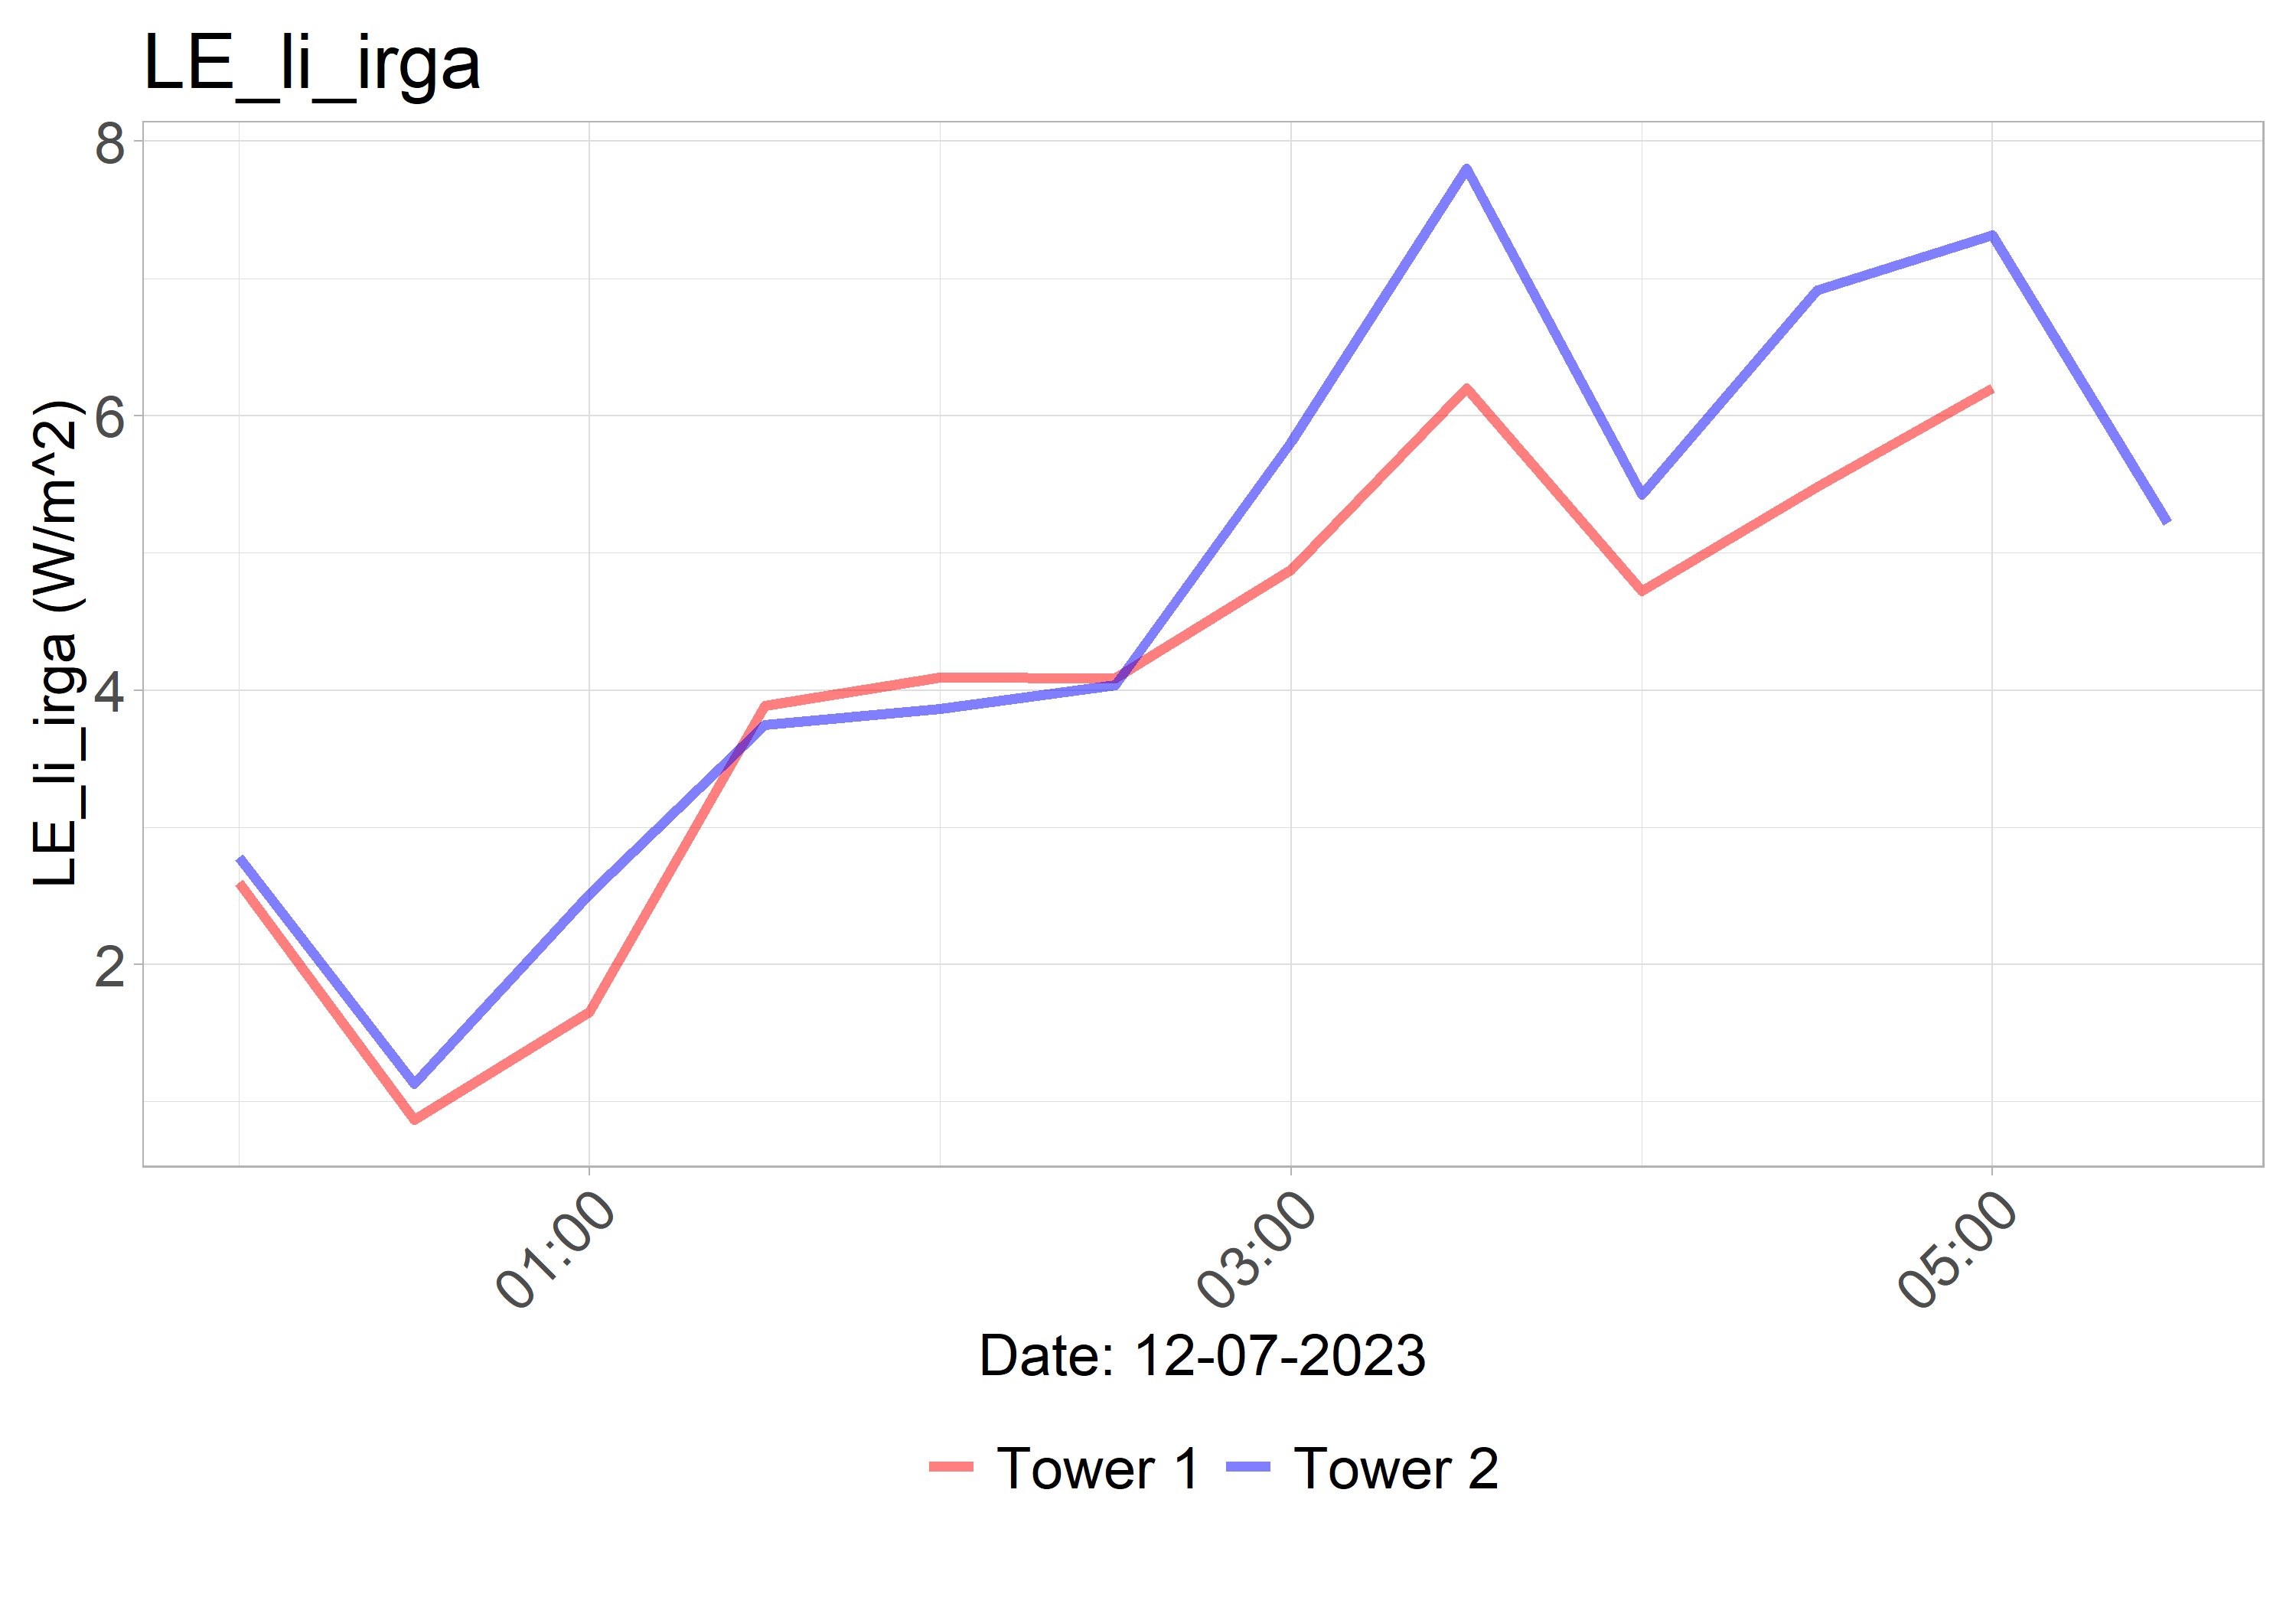 LE_li_irga
LE_li_irga (W/m^2)
8
6
4
2
01:00
03:00
05:00
Date: 12-07-2023
Tower 1
Tower 2